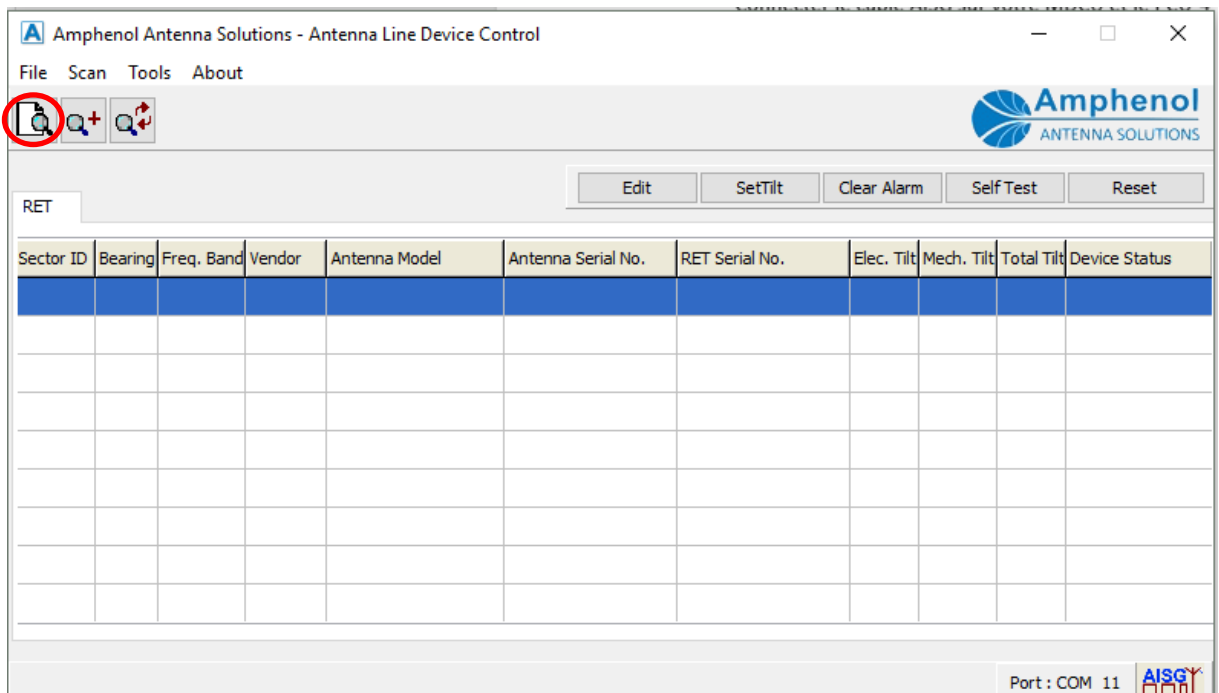 Amphenol Antenna Solutions - Antenna Line Device Control
File Scan Tools About
Amphenol
ANTENNA SOLUTIONS
Edit SetTilt Clear Alarm Self Test Reset
RET
Sector ID Bearing Freq. Band Vendor Antenna Model Antenna Serial No. RET Serial No. Elec. Tilt Mech. Tilt Total Tilt Device Status
Port : COM 11 AISG